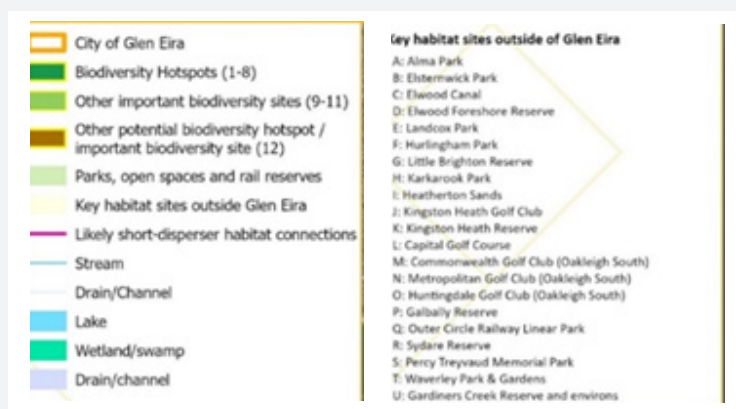 City of Glen Eira
Biodiversity Hotspots (1-8)
Other important biodiversity sites (9-11)
Other potential biodiversity hotspot /
important biodiversity site (12)
Parks, open spaces and rail reserves
Key habitat sites outside Glen Eira
Likely short-disperser habitat connections
Stream
Drain/Channel
Lake
Wetland/swamp
Drain/channel
Key habitat sites outside of Glen Eira
A: Alma Park
B: Elsternwick Park
C: Elwood Canal
D: Elwood Foreshore Reserve
E: Landcox Park
F: Hurlingham Park
G: Little Brighton Reserve
H: Karkarook Park
I: Heatherton Sands
J: Kingston Heath Golf Club
K: Kingston Heath Reserve
L: Capital Golf Course
M: Commonwealth Golf Club (Oakleigh South)
N: Metropolitan Golf Club (Oakleigh South)
O: Huntingdale Golf Club (Oakleigh South)
P: Galbally Reserve
Q: Outer Circle Railway Linear Park
R: Sydare Reserve
S: Percy Treyvaud Memorial Park
T: Waverley Park & Gardens
U: Gardiners Creek Reserve and environs